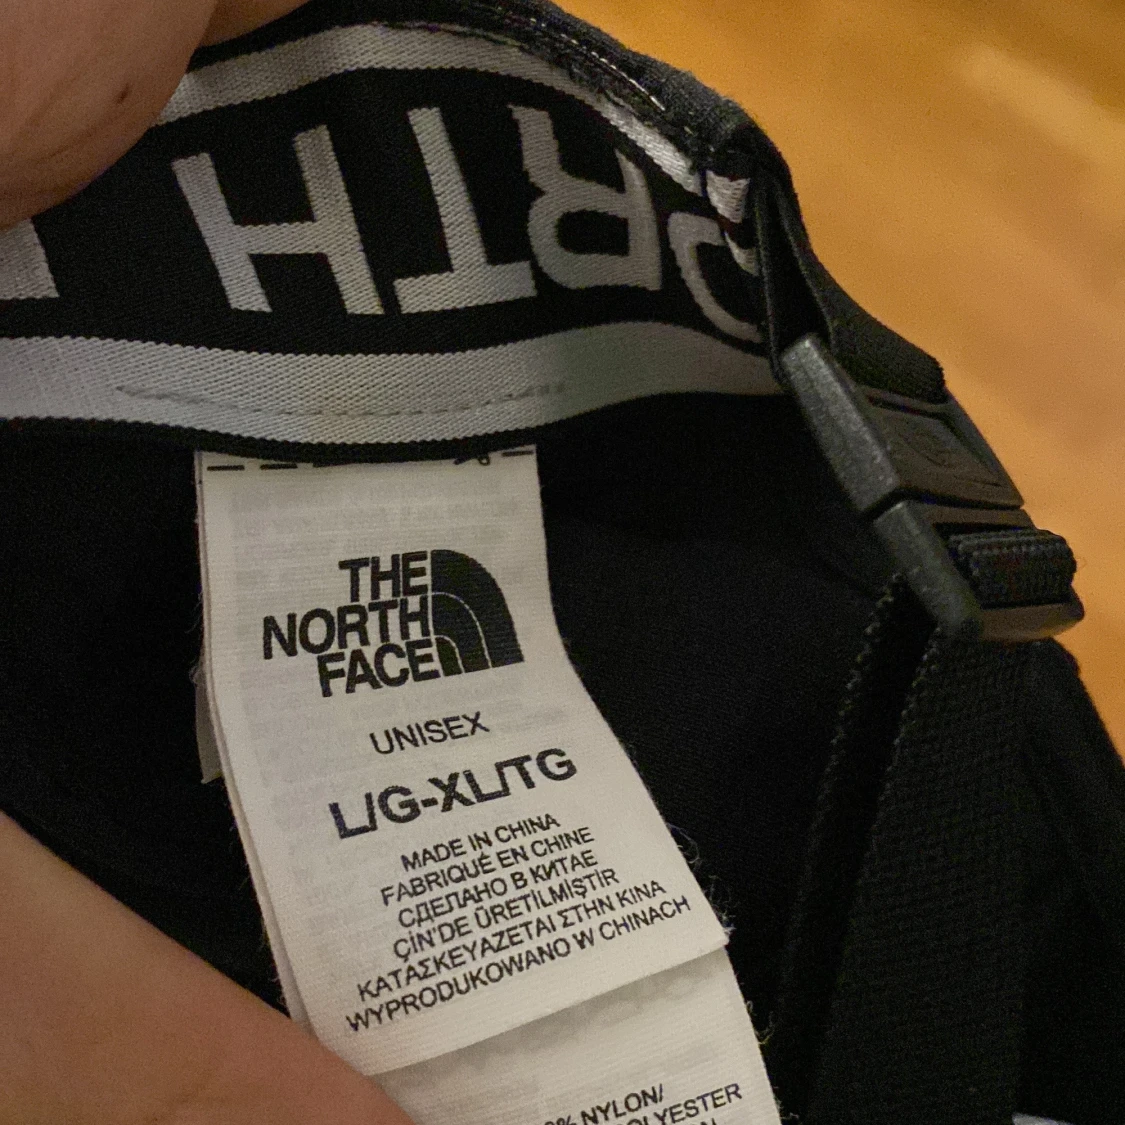 NORTH
THE
NORTH
FACE
UNISEX
L/G-XL/TG
MADE IN CHINA
FABRIQUÉ EN CHINE
СДЕЛАНО В КИТАЕ
ÇİN'DE ÜRETİLMİŞTİR
ΚΑΤΑΣΚΕΥΑΖΕΤΑΙ ΣΤΗΝ ΚΙΝΑ
WYPRODUKOWANO W CHINACH
% NYLON/
POLYESTER